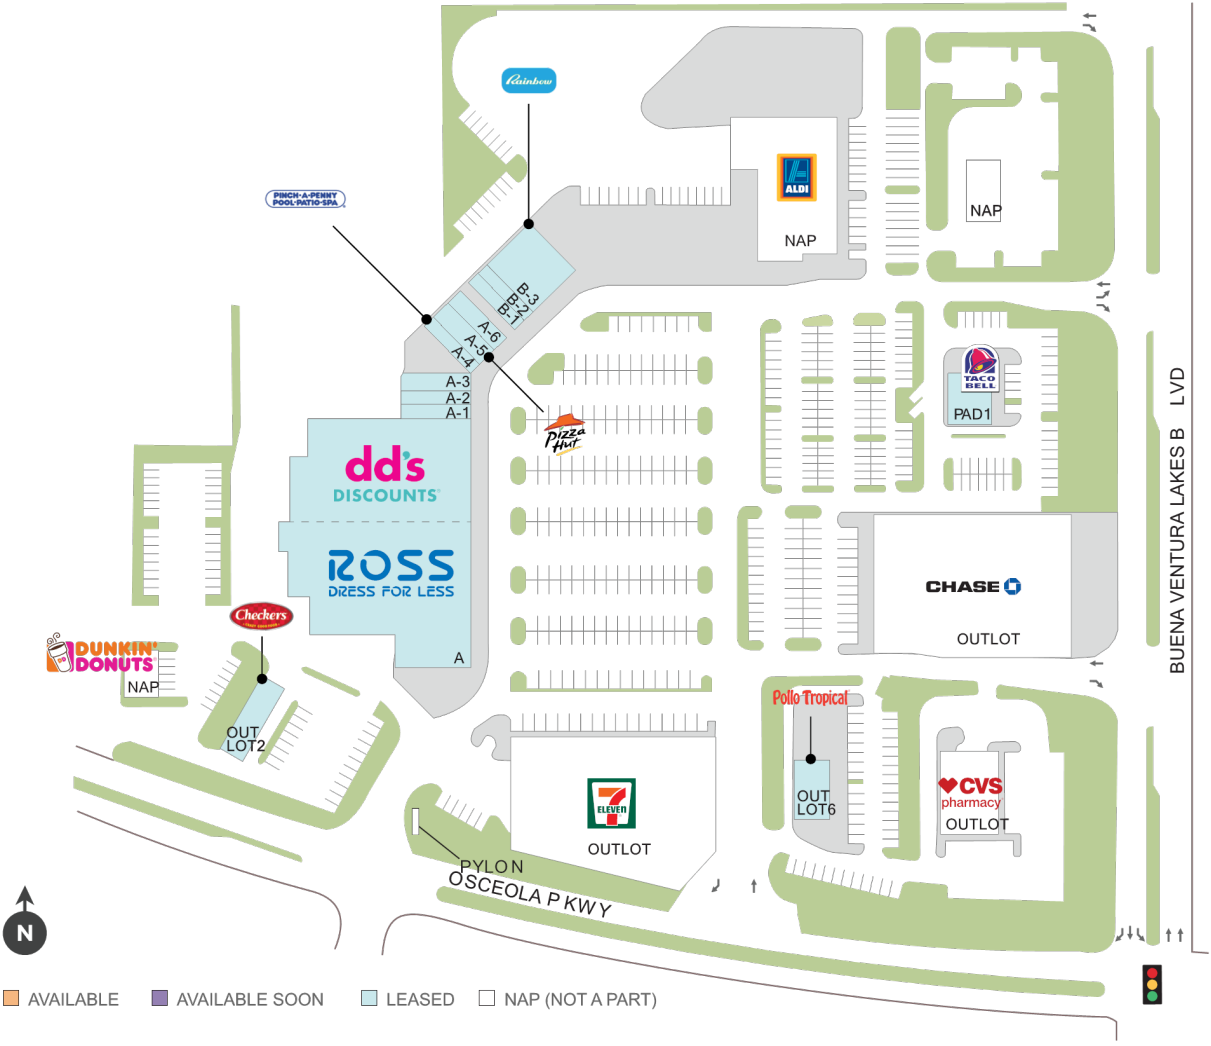 Rainbow
PINCH·A·PENNY
POOL·PATIO·SPA
ALDI
NAP
NAP
B-3
B-2
B-1
A-6
A-5
A-4
A-3
A-2
A-1
Pizza
Hut
TACO
BELL
PAD1
BUENA VENTURA LAKES B LVD
dd's
DISCOUNTS
ROSS
DRESS FOR LESS
A
CHASE
OUTLOT
Checkers
DUNKIN'
DONUTS
NAP
OUT
LOT2
Pollo Tropical
OUT
LOT6
CVS
pharmacy
OUTLOT
7
ELEVEN
OUTLOT
PYLON
OSCEOLA PKWY
N
AVAILABLE
AVAILABLE SOON
LEASED
NAP (NOT A PART)